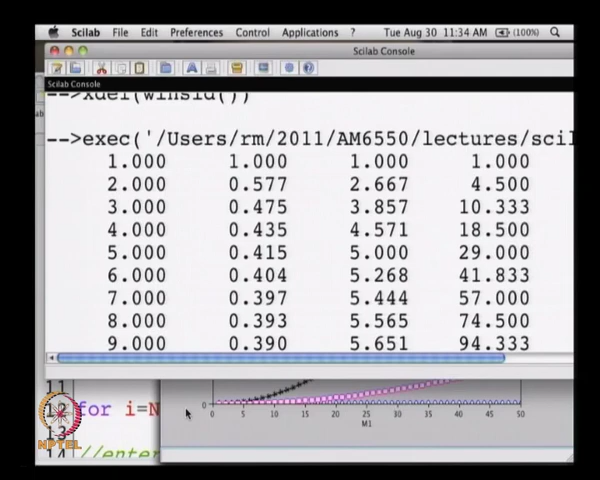 Scilab File Edit Preferences Control Applications ? Tue Aug 30 11:34 AM (100%)
Scilab Console
Scilab Console
-->xdel(winsid())
-->exec('/Users/rm/2011/AM6550/lectures/scil
1.000 1.000 1.000 1.000
2.000 0.577 2.667 4.500
3.000 0.475 3.857 10.333
4.000 0.435 4.571 18.500
5.000 0.415 5.000 29.000
6.000 0.404 5.268 41.833
7.000 0.397 5.444 57.000
8.000 0.393 5.565 74.500
9.000 0.390 5.651 94.333
0
0 5 10 15 20 25 30 35 40 45 50
M1
11
12 for i=N
13
14 //enter
NPTEL